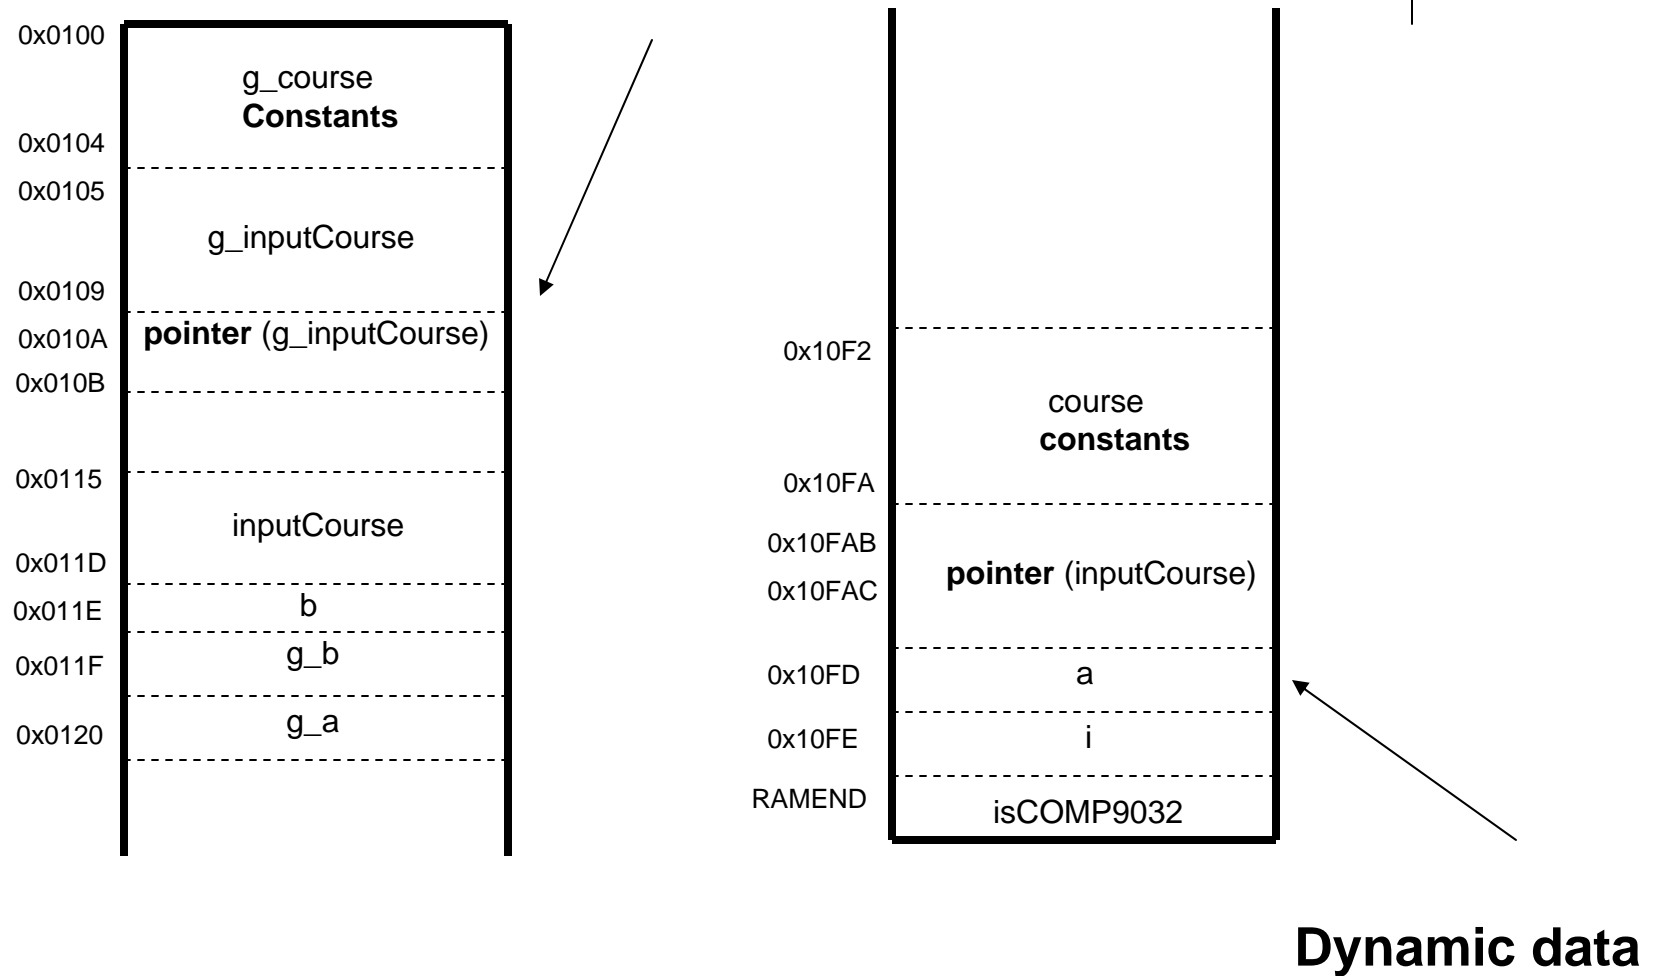 0x0100
g_course
Constants
0x0104
0x0105
g_inputCourse
0x0109
0x010A
pointer (g_inputCourse)
0x010B
0x0115
inputCourse
0x011D
0x011E
b
0x011F
g_b
0x0120
g_a
0x10F2
course
constants
0x10FA
0x10FAB
pointer (inputCourse)
0x10FAC
0x10FD
a
0x10FE
i
RAMEND
isCOMP9032
Dynamic data